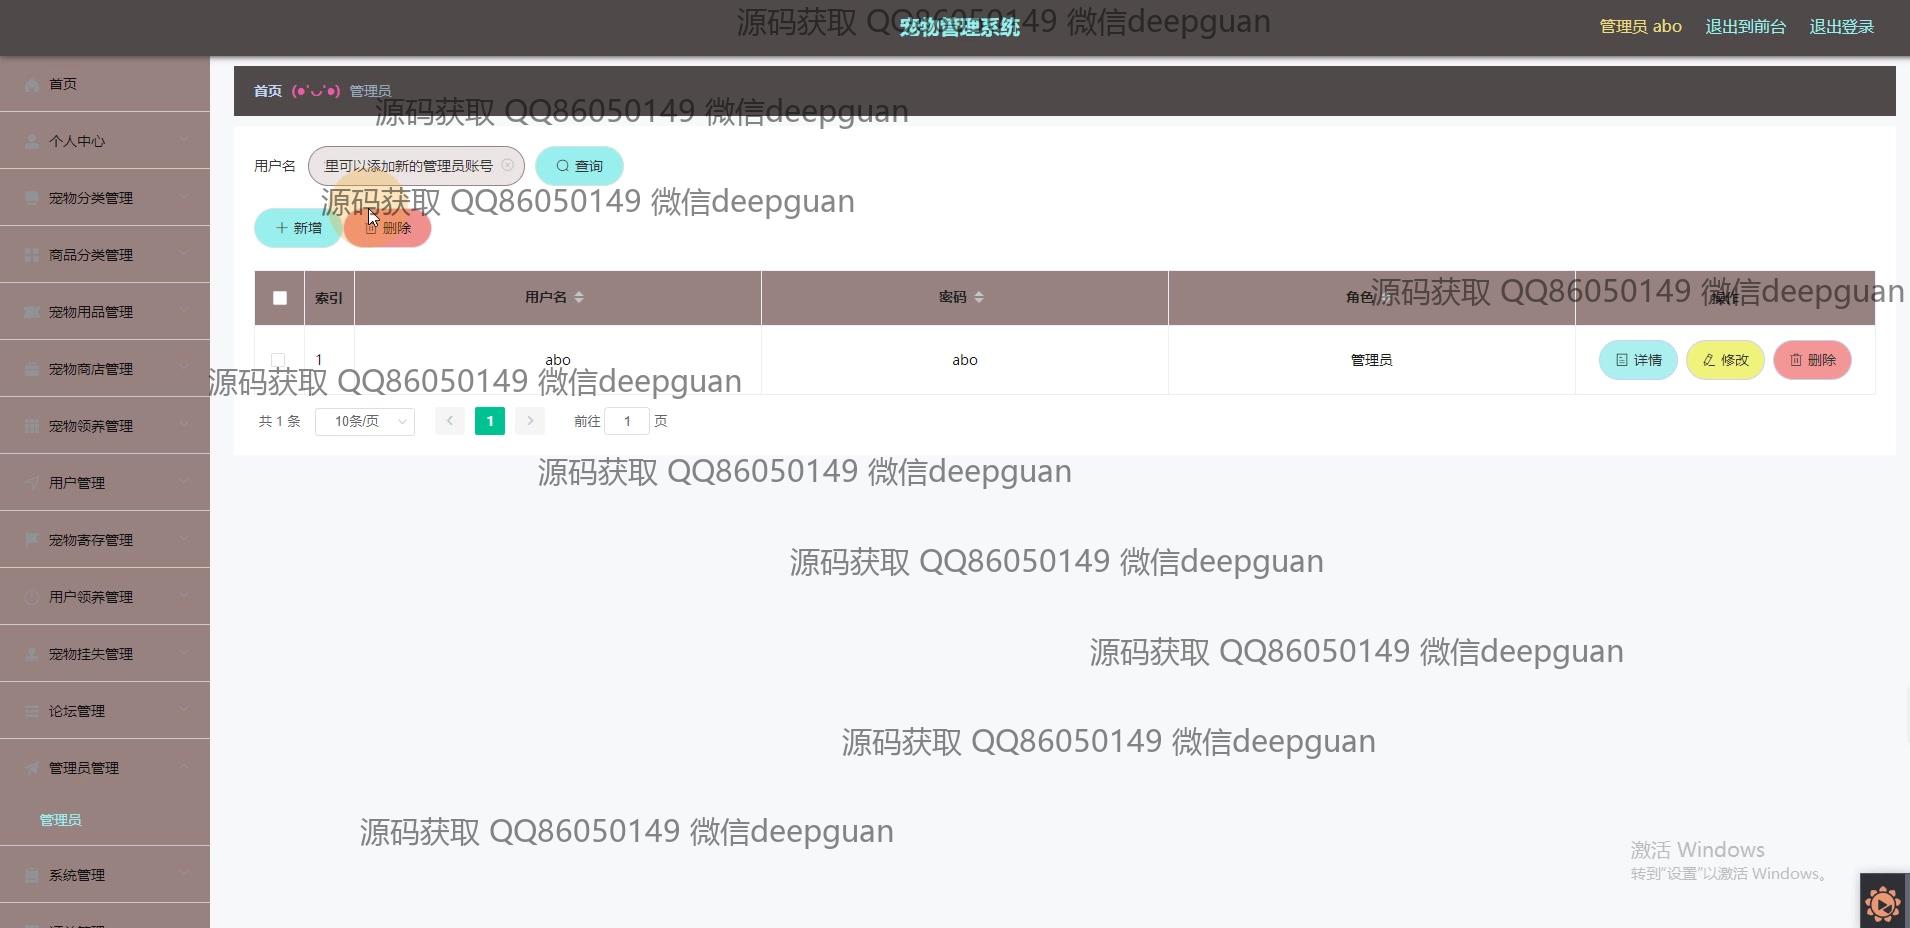 源码获取 QQ86050149 微信deepguan
宠物管理系统
管理员 abo 退出到前台 退出登录
首页
个人中心
宠物分类管理
商品分类管理
宠物用品管理
宠物商店管理
宠物领养管理
用户管理
宠物寄存管理
用户领养管理
宠物挂失管理
论坛管理
管理员管理
管理员
系统管理
首页 (●'◡'●) 管理员
源码获取 QQ86050149 微信deepguan
用户名 里可以添加新的管理员账号 查询
源码获取 QQ86050149 微信deepguan
新增 删除
索引 用户名 密码 角色 操作
源码获取 QQ86050149 微信deepguan
1 abo abo 管理员 详情 修改 删除
源码获取 QQ86050149 微信deepguan
共 1 条 10条/页 1 前往 1 页
源码获取 QQ86050149 微信deepguan
源码获取 QQ86050149 微信deepguan
源码获取 QQ86050149 微信deepguan
源码获取 QQ86050149 微信deepguan
源码获取 QQ86050149 微信deepguan
激活 Windows
转到“设置”以激活 Windows。